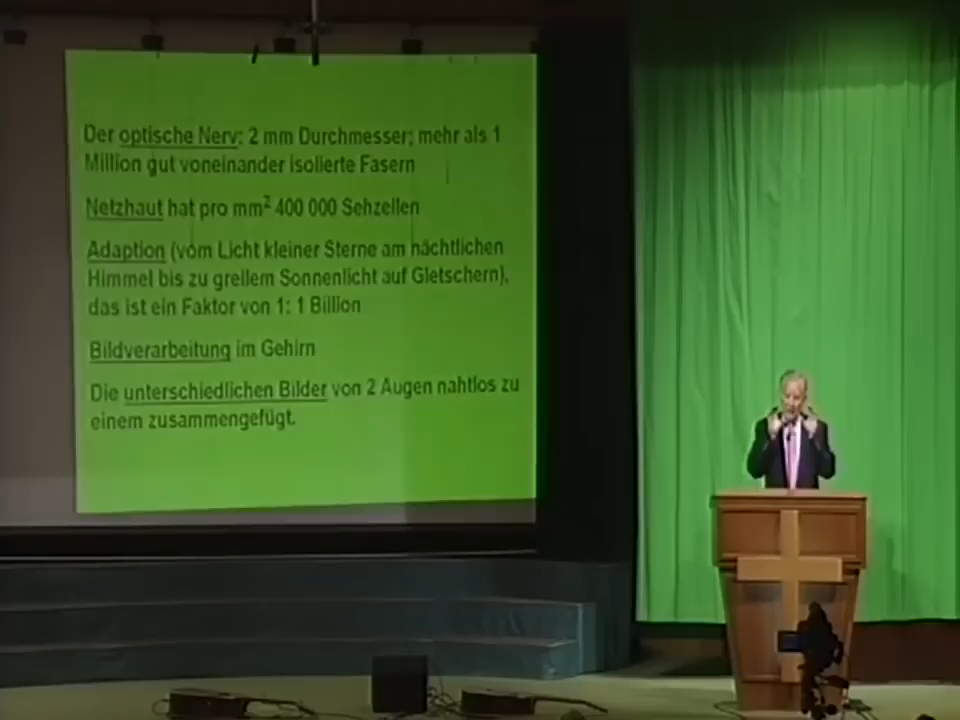 Der optische Nerv: 2 mm Durchmesser; mehr als 1
Million gut voneinander isolierte Fasern
Netzhaut hat pro mm² 400 000 Sehzellen
Adaption (vom Licht kleiner Sterne am nächtlichen
Himmel bis zu grellem Sonnenlicht auf Gletschern),
das ist ein Faktor von 1: 1 Billion
Bildverarbeitung im Gehirn
Die unterschiedlichen Bilder von 2 Augen nahtlos zu
einem zusammengefügt.